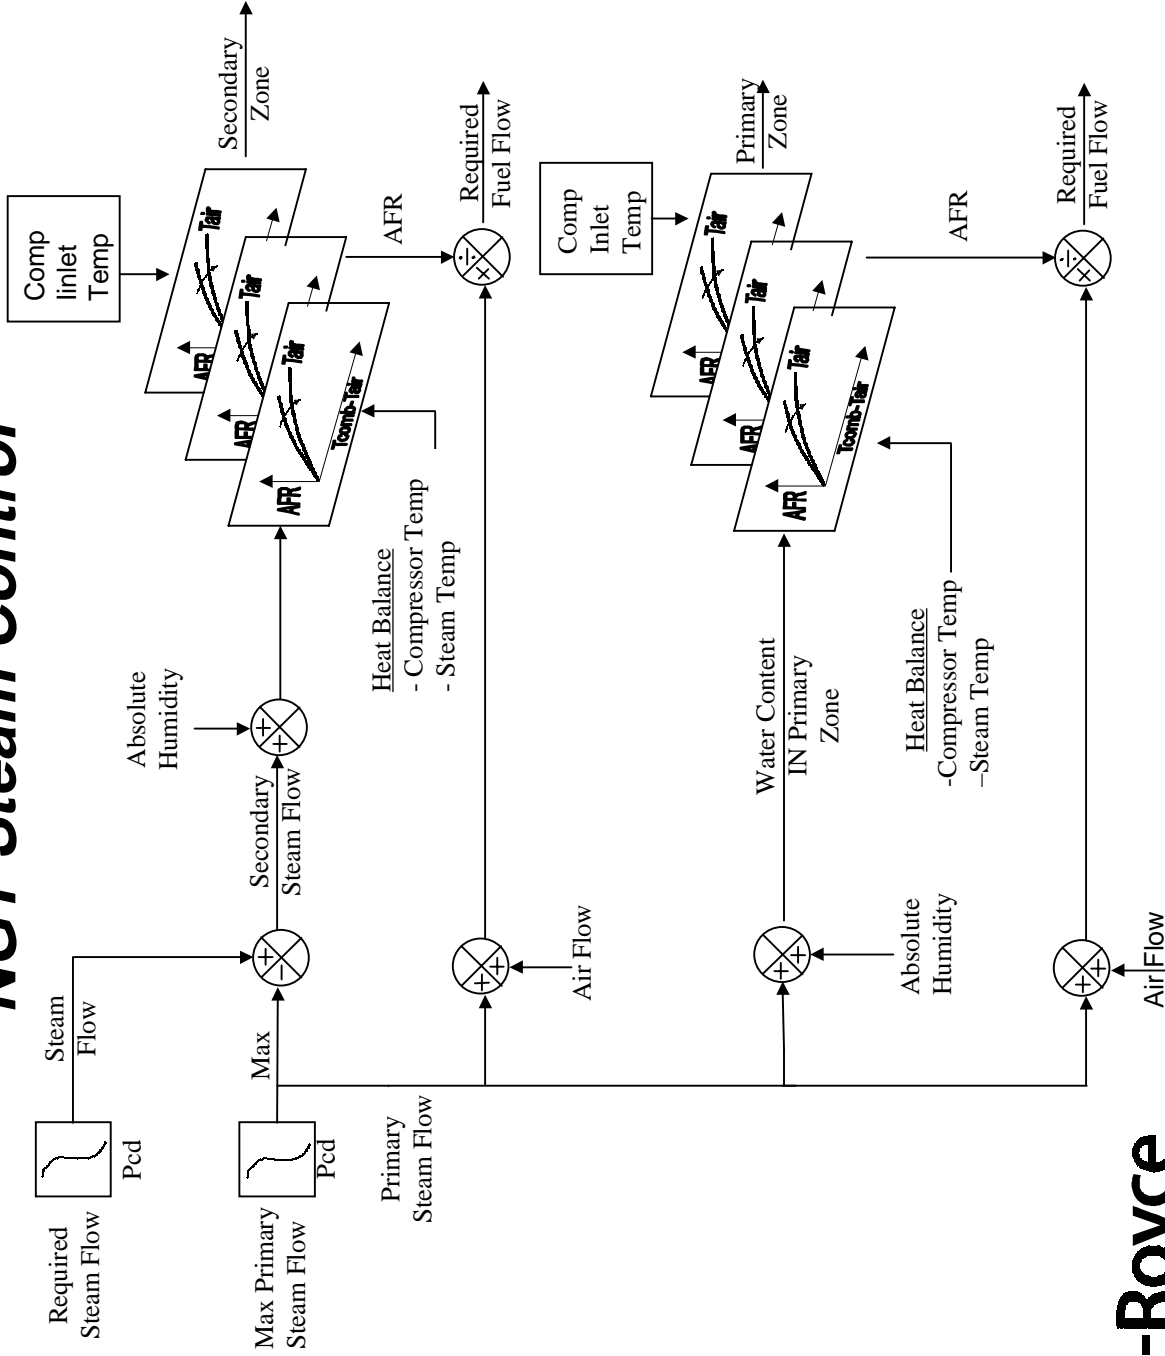 Steam Control
Comp
Iinlet
Temp
Required
Steam Flow
Pcd
Steam
Flow
Absolute
Humidity
Secondary
Zone
Max Primary
Steam Flow
Pcd
Max
Secondary
Steam Flow
AFR
Tair
AFR
Tair
AFR
Tair
Tcomb-Tair
Heat Balance
- Compressor Temp
- Steam Temp
AFR
Required
Fuel Flow
Primary
Steam Flow
Air Flow
Comp
Inlet
Temp
Water Content
IN Primary
Zone
Primary
Zone
AFR
Tair
AFR
Tair
AFR
Tair
Tcomb-Tair
Absolute
Humidity
Heat Balance
-Compressor Temp
–Steam Temp
AFR
Required
Fuel Flow
Air Flow
-Royce